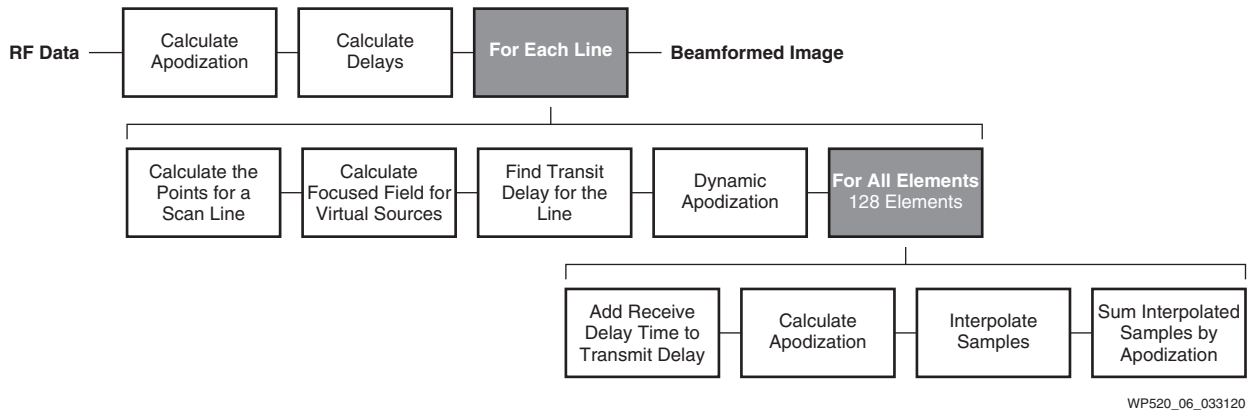 RF Data
Calculate
Apodization
Calculate
Delays
For Each Line
Beamformed Image
Calculate the
Points for a
Scan Line
Calculate
Focused Field for
Virtual Sources
Find Transit
Delay for the
Line
Dynamic
Apodization
For All Elements
128 Elements
Add Receive
Delay Time to
Transmit Delay
Calculate
Apodization
Interpolate
Samples
Sum Interpolated
Samples by
Apodization
WP520_06_033120